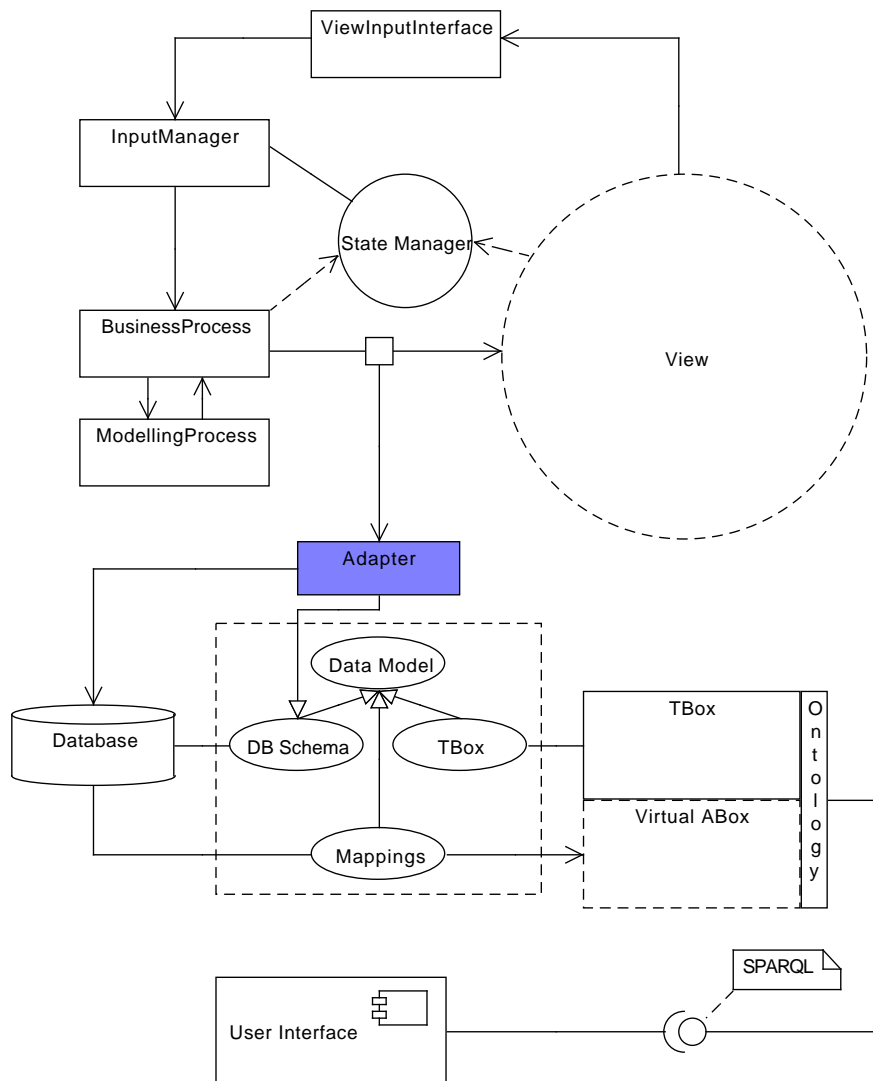 ViewInputInterface
InputManager
State Manager
BusinessProcess
View
ModellingProcess
Adapter
Data Model
Database
DB Schema
TBox
TBox
Ontology
Virtual ABox
Mappings
SPARQL
User Interface